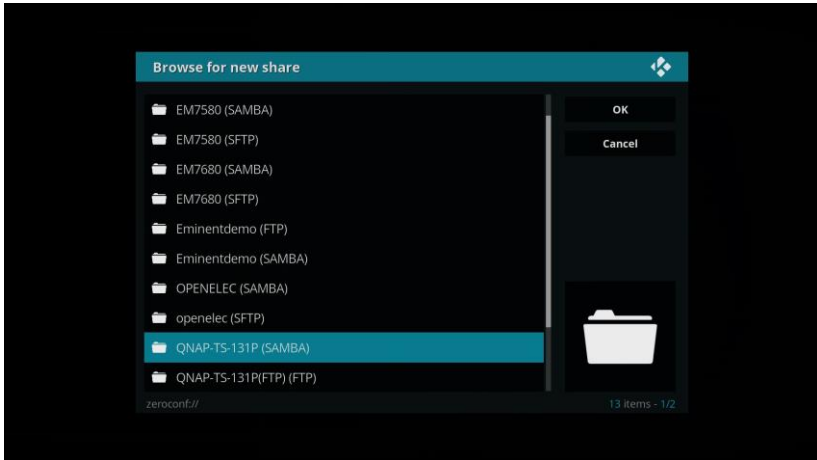 Browse for new share
EM7580 (SAMBA)
EM7580 (SFTP)
EM7680 (SAMBA)
EM7680 (SFTP)
Eminentdemo (FTP)
Eminentdemo (SAMBA)
OPENELEC (SAMBA)
openelec (SFTP)
QNAP-TS-131P (SAMBA)
QNAP-TS-131P(FTP) (FTP)
OK
Cancel
zeroconf://
13 items - 1/2